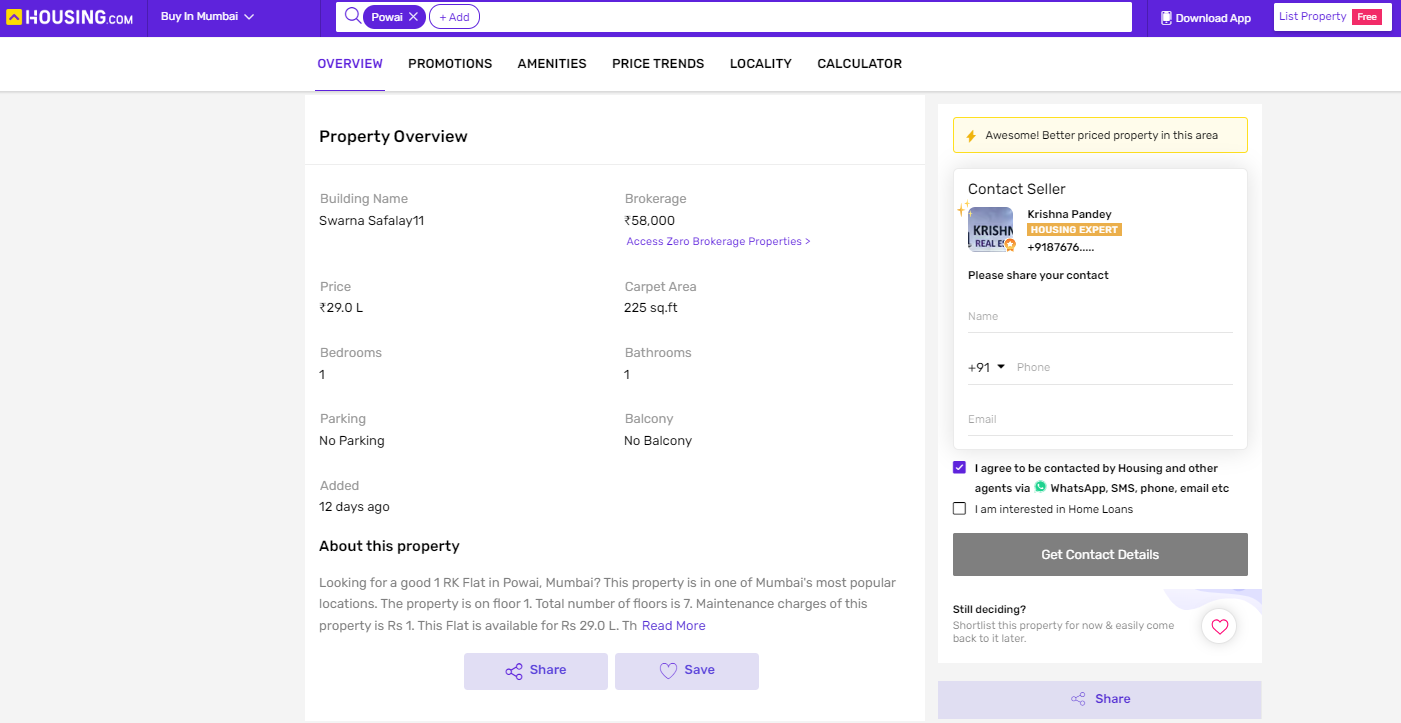 HOUSING.COM
Buy In Mumbai
Powai
+ Add
Download App
List Property Free
OVERVIEW PROMOTIONS AMENITIES PRICE TRENDS LOCALITY CALCULATOR
Property Overview
Building Name
Swarna Safalay11
Brokerage
₹58,000
Access Zero Brokerage Properties >
Price
₹29.0 L
Carpet Area
225 sq.ft
Bedrooms
1
Bathrooms
1
Parking
No Parking
Balcony
No Balcony
Added
12 days ago
About this property
Looking for a good 1 RK Flat in Powai, Mumbai? This property is in one of Mumbai's most popular
locations. The property is on floor 1. Total number of floors is 7. Maintenance charges of this
property is Rs 1. This Flat is available for Rs 29.0 L. Th Read More
Share
Save
Awesome! Better priced property in this area
Contact Seller
KRISHN
REAL ES
Krishna Pandey
HOUSING EXPERT
+9187676.....
Please share your contact
Name
+91 Phone
Email
I agree to be contacted by Housing and other
agents via WhatsApp, SMS, phone, email etc
I am interested in Home Loans
Get Contact Details
Still deciding?
Shortlist this property for now & easily come
back to it later.
Share